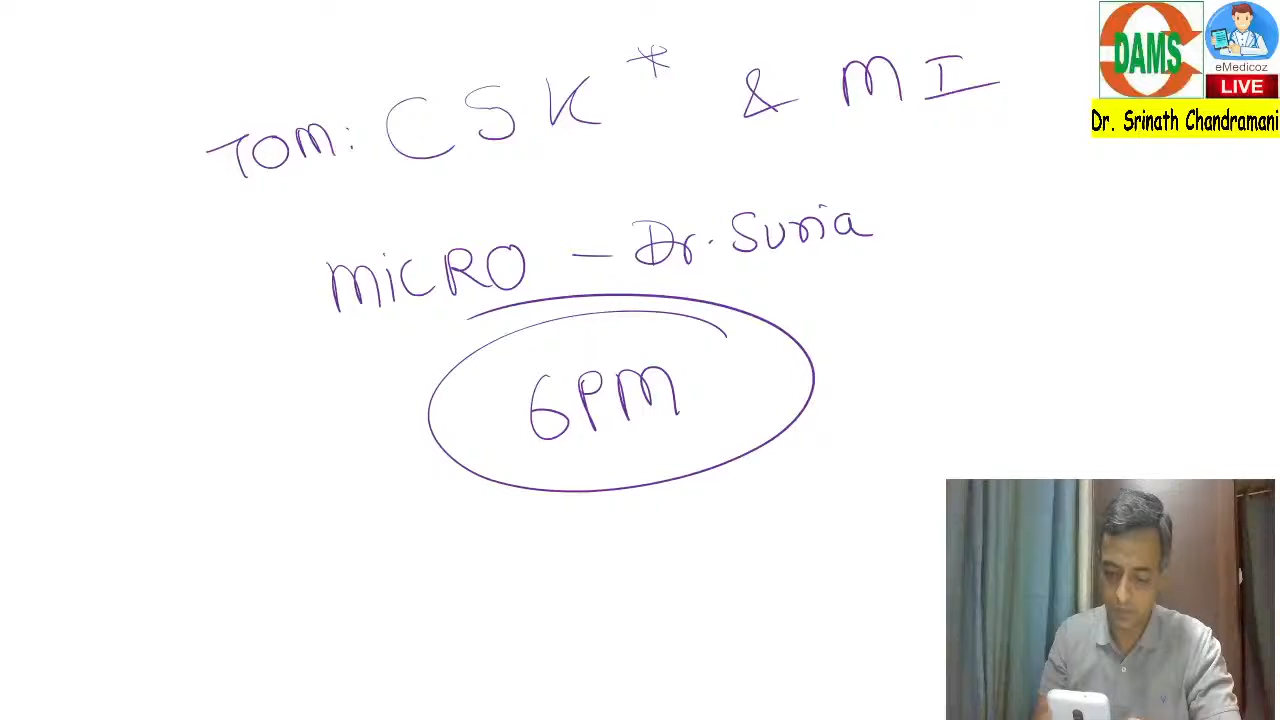 TOM: CSK* & MI
MICRO - Dr. Suria
6PM
DAMS
eMedicoz
LIVE
Dr. Srinath Chandramani